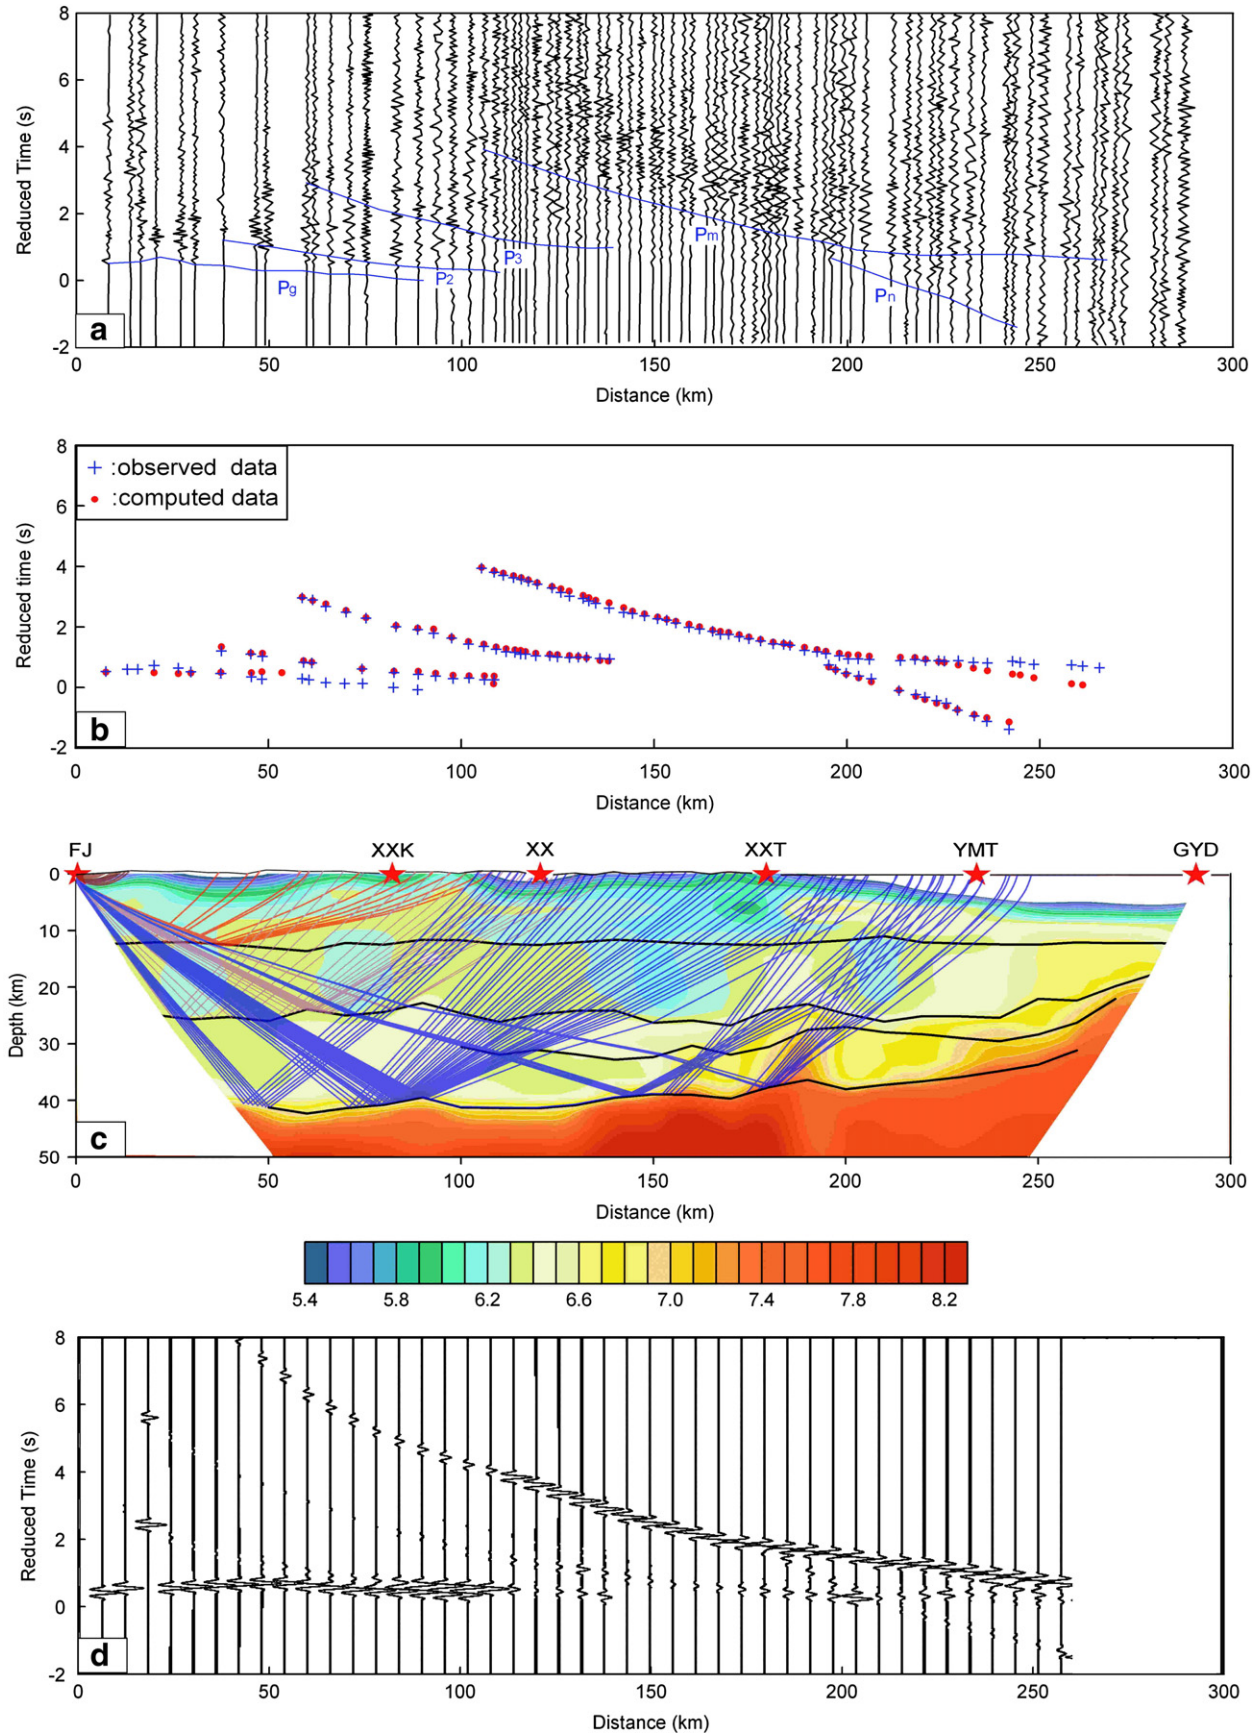 8
6
4
2
0
-2
Reduced Time (s)
Pg
P2
P3
Pm
Pn
a
0 50 100 150 200 250 300
Distance (km)
8
6
4
2
0
-2
Reduced time (s)
+ :observed data
• :computed data
b
0 50 100 150 200 250 300
Distance (km)
FJ XXK XX XXT YMT GYD
0
10
20
30
40
50
Depth (km)
c
0 50 100 150 200 250 300
Distance (km)
5.4 5.8 6.2 6.6 7.0 7.4 7.8 8.2
8
6
4
2
0
-2
Reduced Time (s)
d
0 50 100 150 200 250 300
Distance (km)